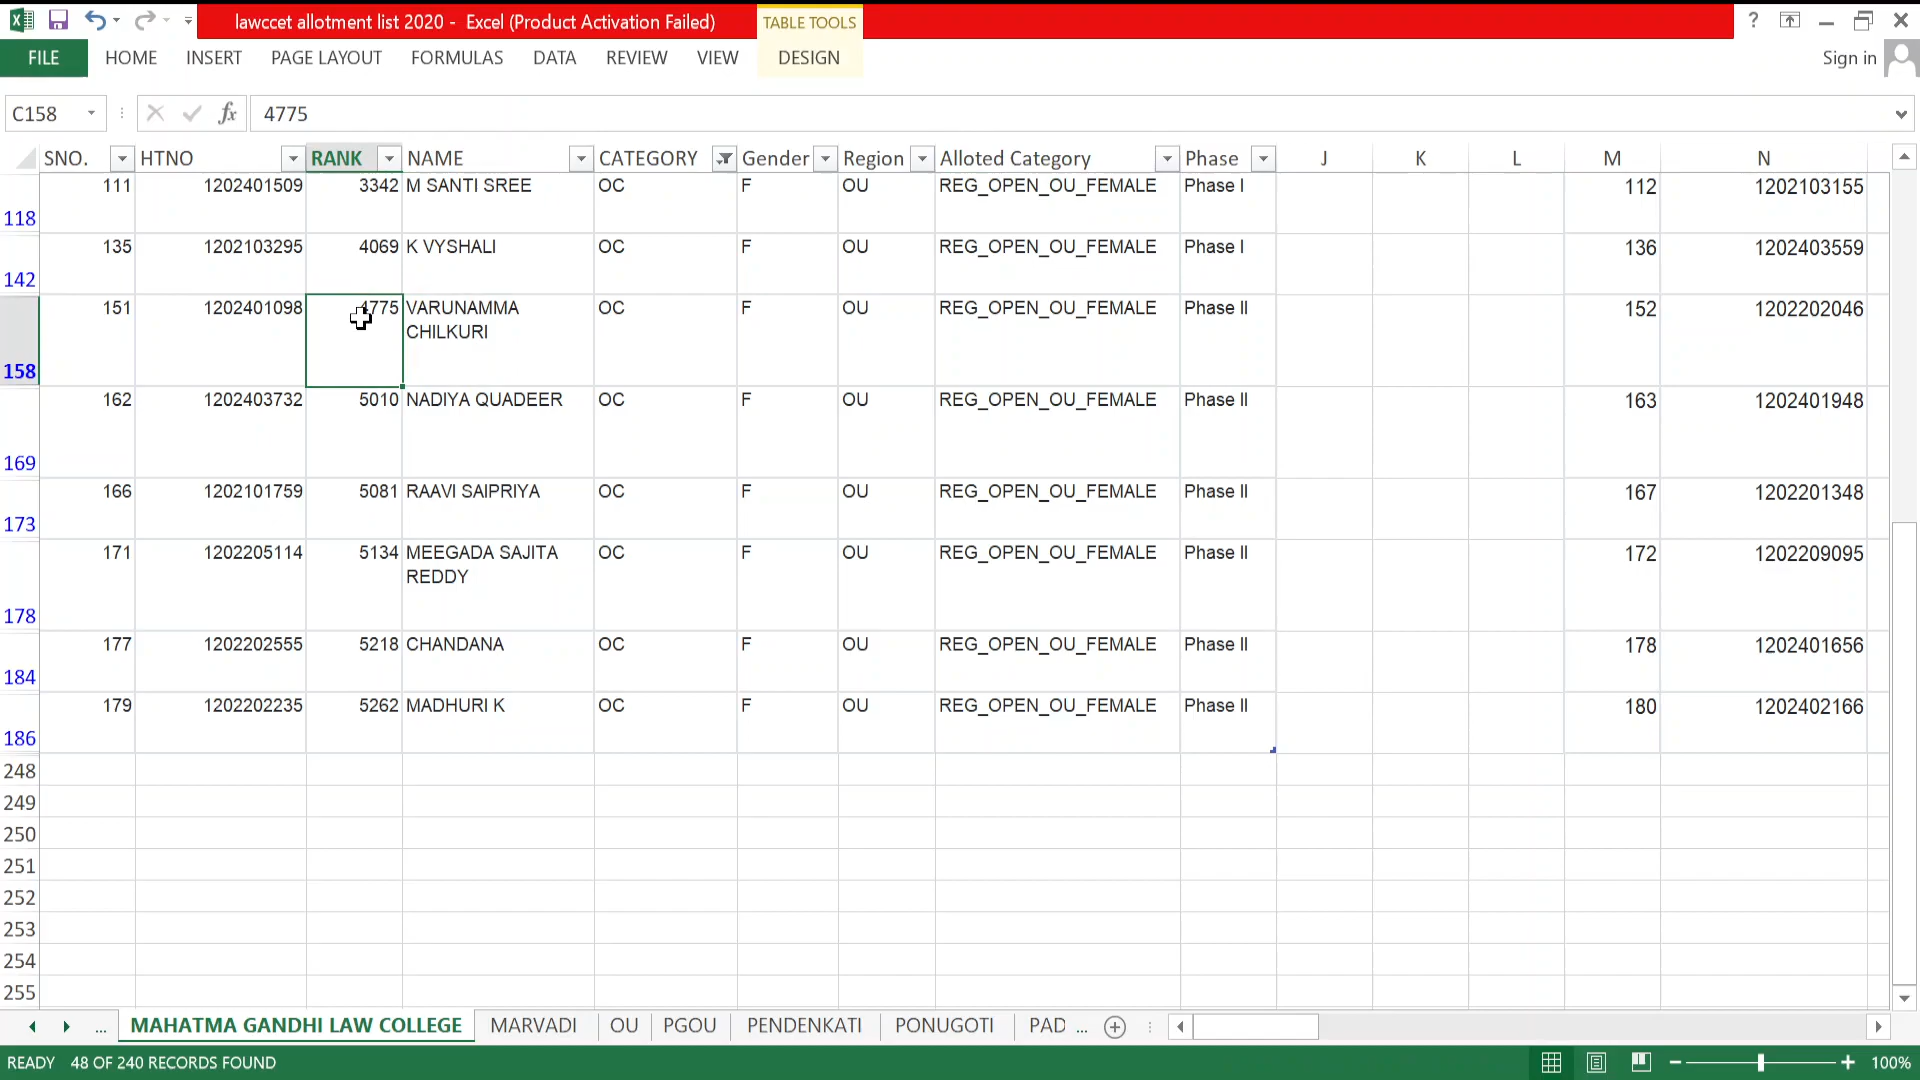 lawccet allotment list 2020 - Excel (Product Activation Failed)
TABLE TOOLS
?
FILE HOME INSERT PAGE LAYOUT FORMULAS DATA REVIEW VIEW DESIGN Sign in
C158 fx 4775
SNO. HTNO RANK NAME CATEGORY Gender Region Alloted Category Phase J K L M N
111 1202401509 3342 M SANTI SREE OC F OU REG_OPEN_OU_FEMALE Phase I 112 1202103155
118
135 1202103295 4069 K VYSHALI OC F OU REG_OPEN_OU_FEMALE Phase I 136 1202403559
142
151 1202401098 4775 VARUNAMMA OC F OU REG_OPEN_OU_FEMALE Phase II 152 1202202046
CHILKURI
158
162 1202403732 5010 NADIYA QUADEER OC F OU REG_OPEN_OU_FEMALE Phase II 163 1202401948
169
166 1202101759 5081 RAAVI SAIPRIYA OC F OU REG_OPEN_OU_FEMALE Phase II 167 1202201348
173
171 1202205114 5134 MEEGADA SAJITA OC F OU REG_OPEN_OU_FEMALE Phase II 172 1202209095
REDDY
178
177 1202202555 5218 CHANDANA OC F OU REG_OPEN_OU_FEMALE Phase II 178 1202401656
184
179 1202202235 5262 MADHURI K OC F OU REG_OPEN_OU_FEMALE Phase II 180 1202402166
186
248
249
250
251
252
253
254
255
... MAHATMA GANDHI LAW COLLEGE MARVADI OU PGOU PENDENKATI PONUGOTI PAD ...
READY 48 OF 240 RECORDS FOUND 100%